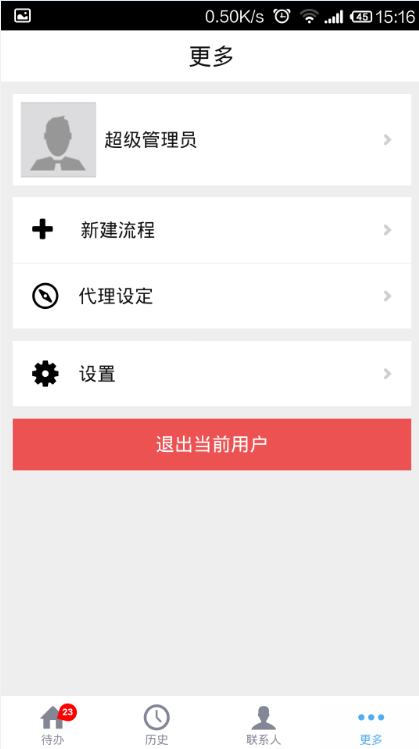 0.50K/s 45 15:16
更多
超级管理员
新建流程
代理设定
设置
退出当前用户
23
待办 历史 联系人 更多